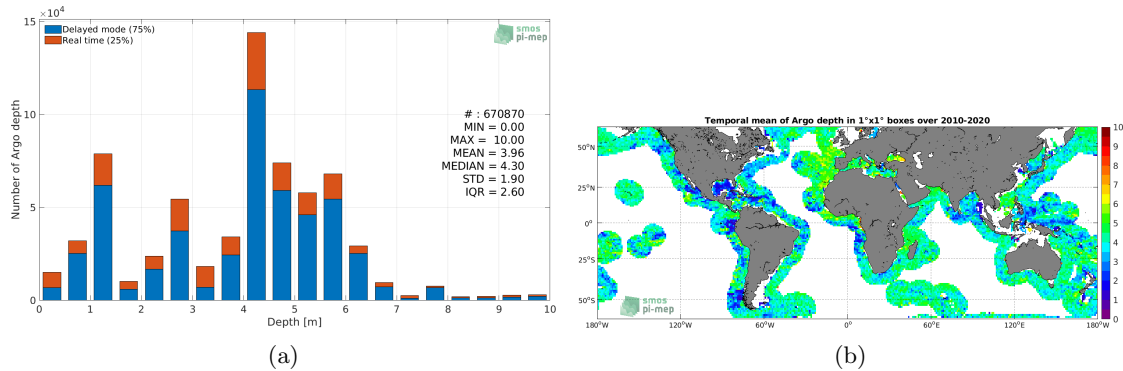 ×10⁴
15
10
5
0
Number of Argo depth
Delayed mode (75%)
Real time (25%)
smos
pi-mep
# : 670870
MIN = 0.00
MAX = 10.00
MEAN = 3.96
MEDIAN = 4.30
STD = 1.90
IQR = 2.60
0 1 2 3 4 5 6 7 8 9 10
Depth [m]
(a)
Temporal mean of Argo depth in 1°x1° boxes over 2010-2020
50°N
25°N
0°
25°S
50°S
180°W 120°W 60°W 0° 60°E 120°E 180°W
smos
pi-mep
10
9
8
7
6
5
4
3
2
1
0
(b)